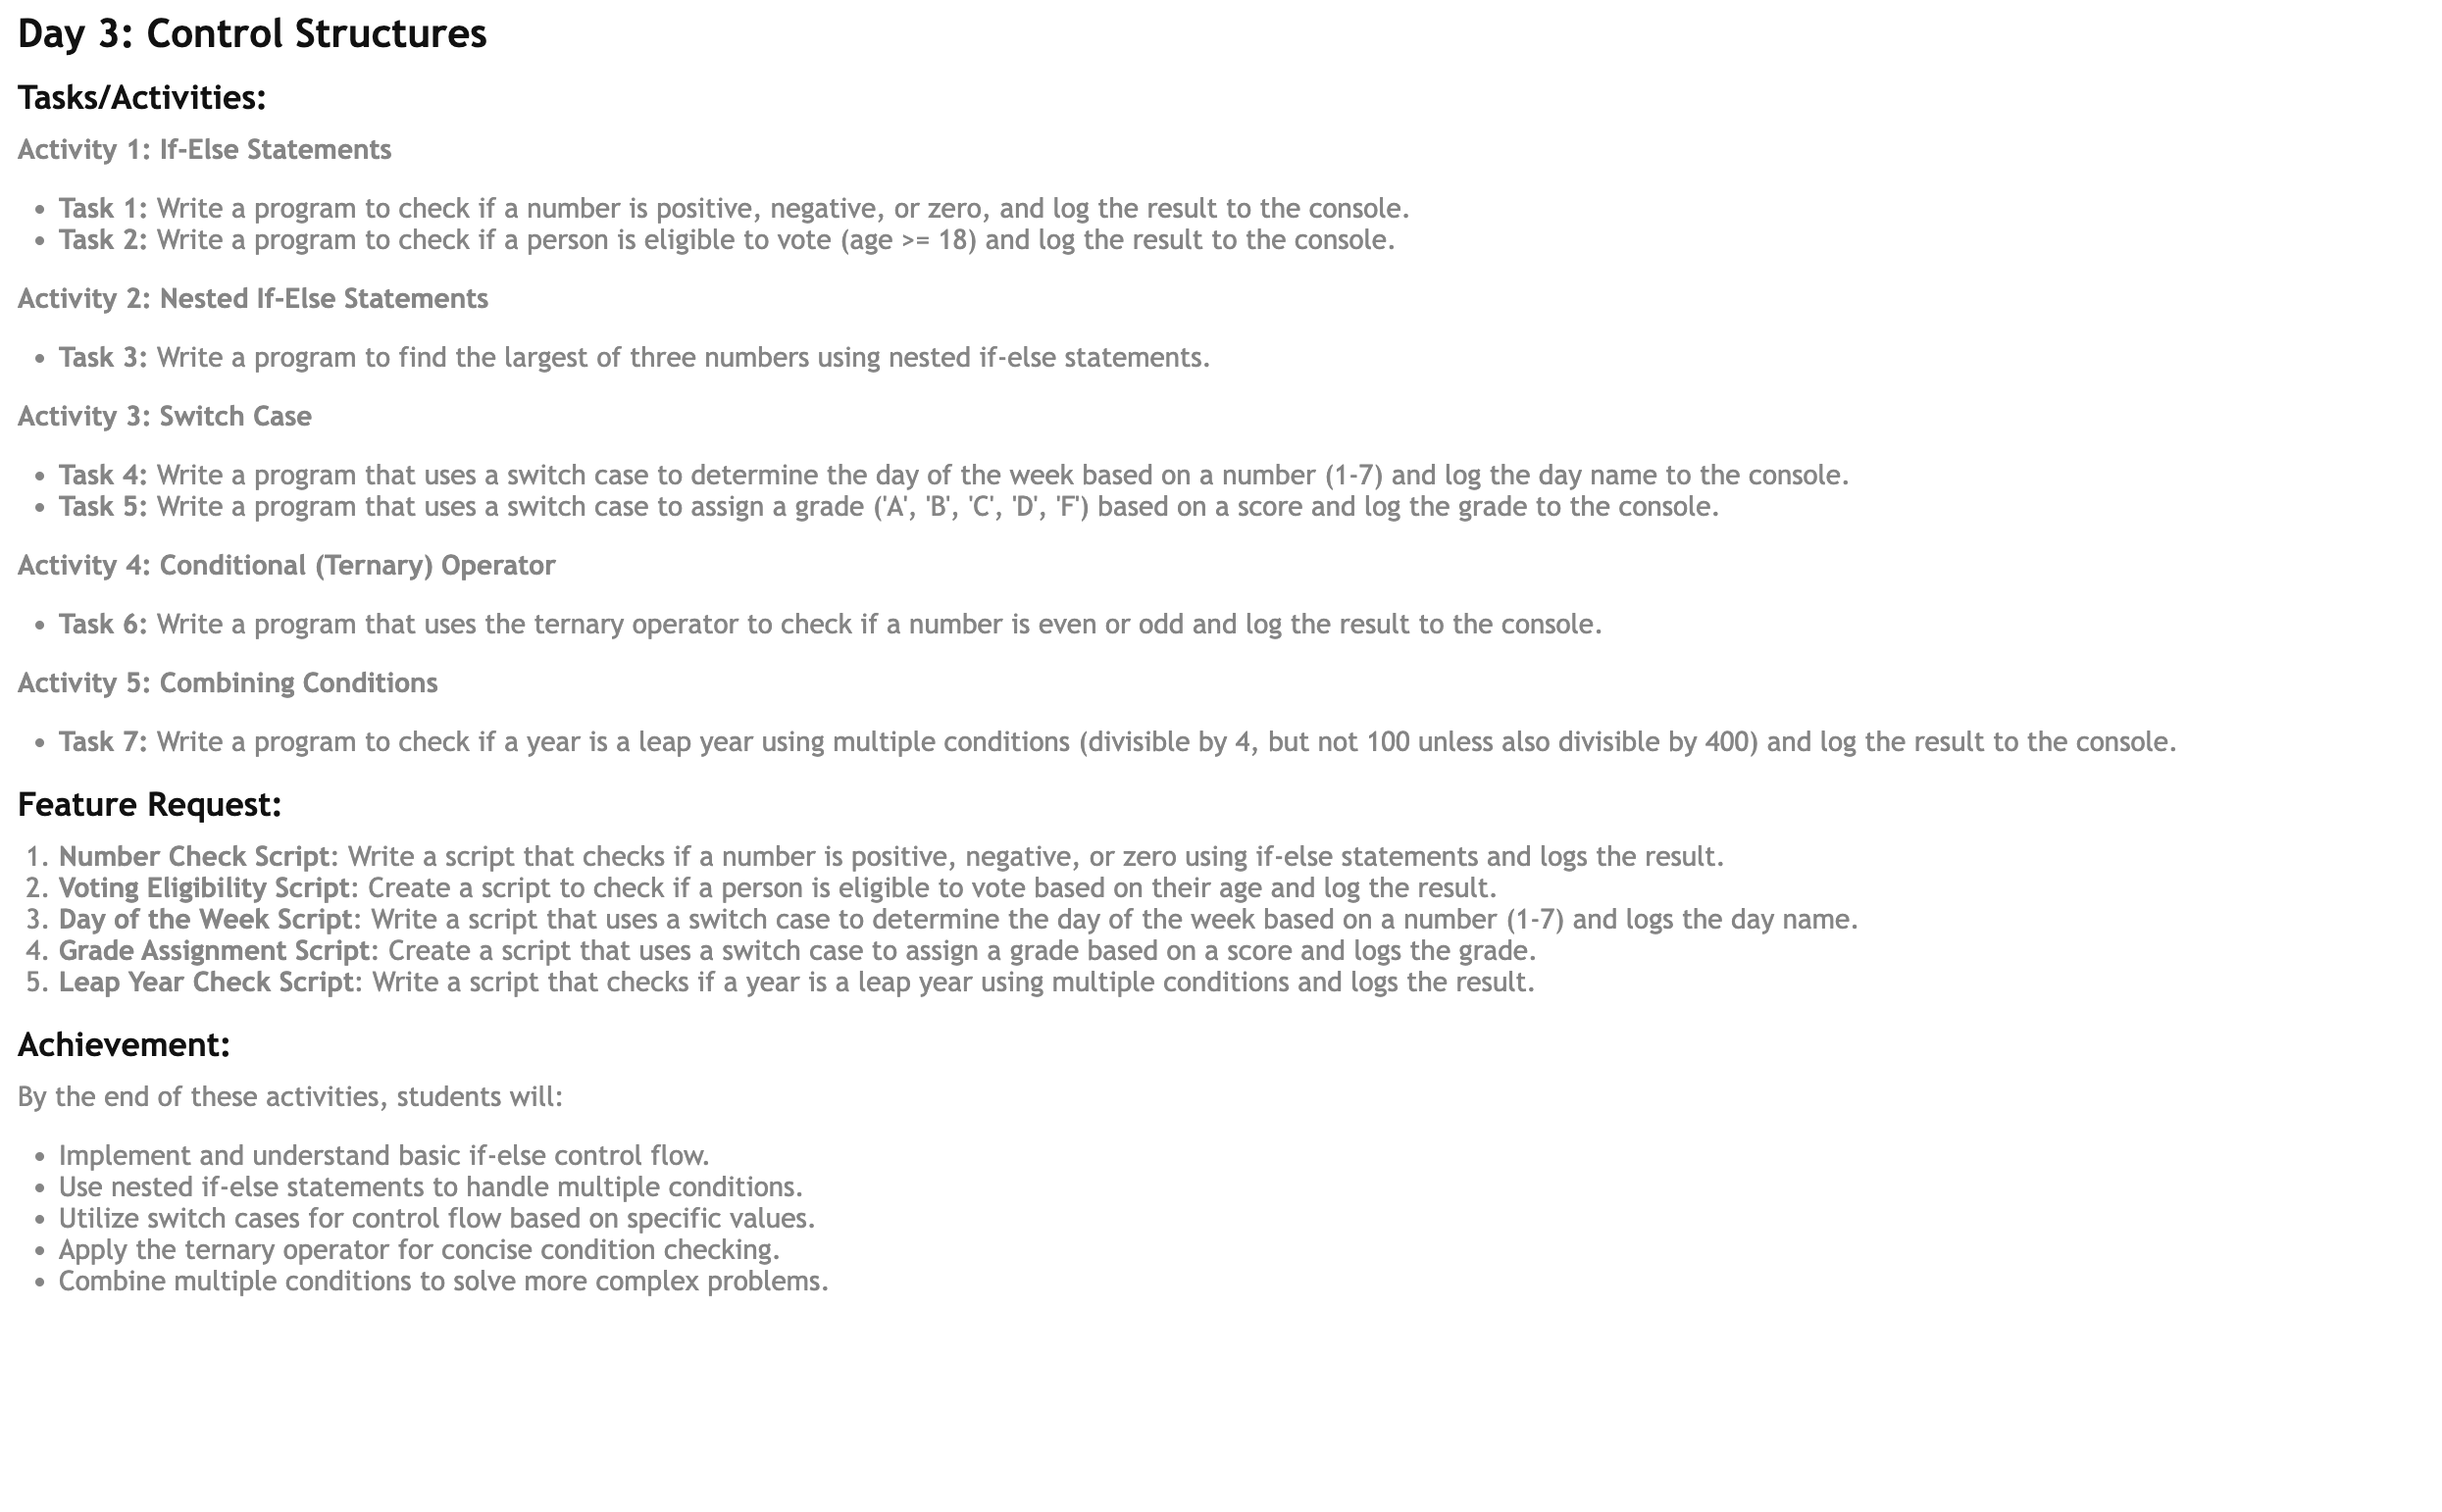 Day 3: Control Structures
Tasks/Activities:
Activity 1: If-Else Statements
• Task 1: Write a program to check if a number is positive, negative, or zero, and log the result to the console.
• Task 2: Write a program to check if a person is eligible to vote (age >= 18) and log the result to the console.
Activity 2: Nested If-Else Statements
• Task 3: Write a program to find the largest of three numbers using nested if-else statements.
Activity 3: Switch Case
• Task 4: Write a program that uses a switch case to determine the day of the week based on a number (1-7) and log the day name to the console.
• Task 5: Write a program that uses a switch case to assign a grade ('A', 'B', 'C', 'D', 'F') based on a score and log the grade to the console.
Activity 4: Conditional (Ternary) Operator
• Task 6: Write a program that uses the ternary operator to check if a number is even or odd and log the result to the console.
Activity 5: Combining Conditions
• Task 7: Write a program to check if a year is a leap year using multiple conditions (divisible by 4, but not 100 unless also divisible by 400) and log the result to the console.
Feature Request:
1. Number Check Script: Write a script that checks if a number is positive, negative, or zero using if-else statements and logs the result.
2. Voting Eligibility Script: Create a script to check if a person is eligible to vote based on their age and log the result.
3. Day of the Week Script: Write a script that uses a switch case to determine the day of the week based on a number (1-7) and logs the day name.
4. Grade Assignment Script: Create a script that uses a switch case to assign a grade based on a score and logs the grade.
5. Leap Year Check Script: Write a script that checks if a year is a leap year using multiple conditions and logs the result.
Achievement:
By the end of these activities, students will:
• Implement and understand basic if-else control flow.
• Use nested if-else statements to handle multiple conditions.
• Utilize switch cases for control flow based on specific values.
• Apply the ternary operator for concise condition checking.
• Combine multiple conditions to solve more complex problems.